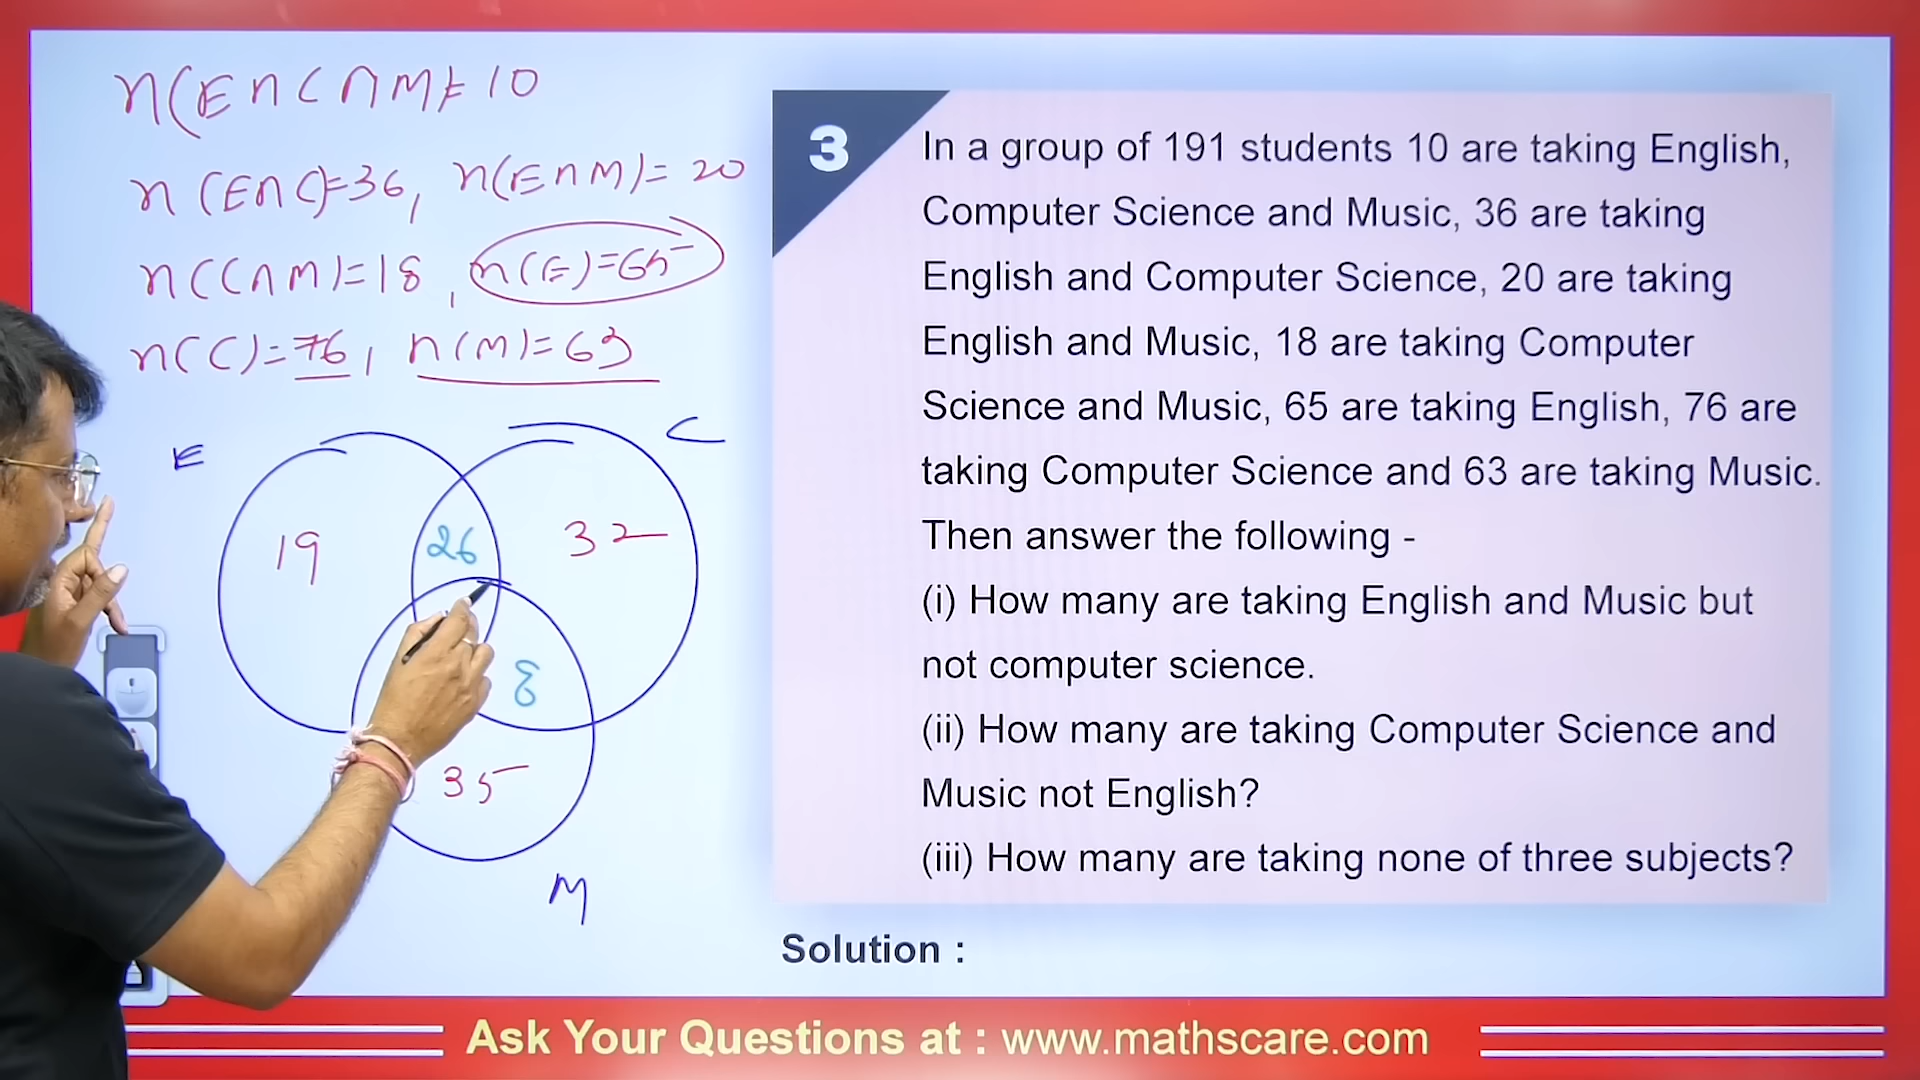 n(E∩C∩M)=10
n(E∩C)=36, n(E∩M)=20
n(C∩M)=18, n(E)=65
n(C)=76, n(M)=63
E
C
19
26
32
8
35
M
3
In a group of 191 students 10 are taking English,
Computer Science and Music, 36 are taking
English and Computer Science, 20 are taking
English and Music, 18 are taking Computer
Science and Music, 65 are taking English, 76 are
taking Computer Science and 63 are taking Music.
Then answer the following -
(i) How many are taking English and Music but
not computer science.
(ii) How many are taking Computer Science and
Music not English?
(iii) How many are taking none of three subjects?
Solution :
Ask Your Questions at : www.mathscare.com